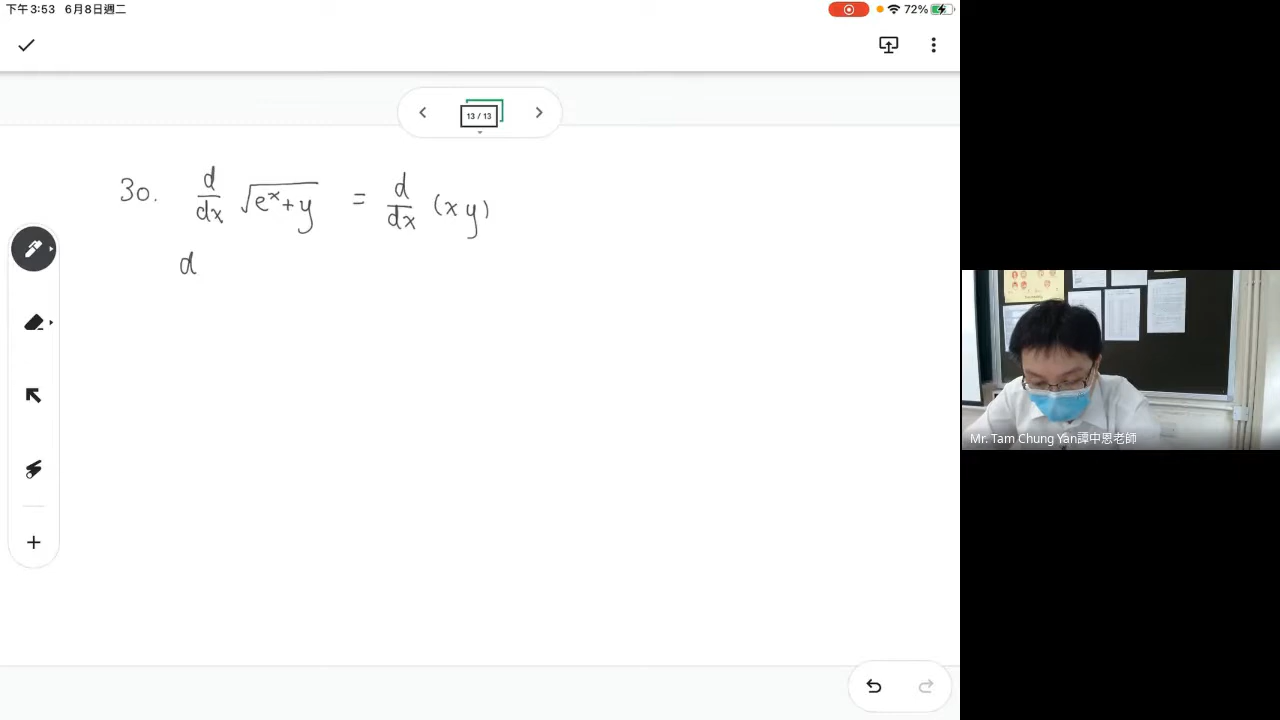 下午3:53 6月8日週二
72%
13 / 13
30. d/dx √(e^x+y) = d/dx (xy)
d
Mr. Tam Chung Yan譚中恩老師